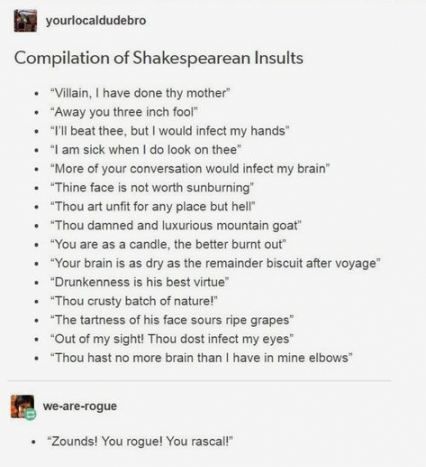 yourlocaldudebro
Compilation of Shakespearean Insults
• "Villain, I have done thy mother"
• "Away you three inch fool"
• "I'll beat thee, but I would infect my hands"
• "I am sick when I do look on thee"
• "More of your conversation would infect my brain"
• "Thine face is not worth sunburning"
• "Thou art unfit for any place but hell"
• "Thou damned and luxurious mountain goat"
• "You are as a candle, the better burnt out"
• "Your brain is as dry as the remainder biscuit after voyage"
• "Drunkenness is his best virtue"
• "Thou crusty batch of nature!"
• "The tartness of his face sours ripe grapes"
• "Out of my sight! Thou dost infect my eyes"
• "Thou hast no more brain than I have in mine elbows"
we-are-rogue
• "Zounds! You rogue! You rascal!"